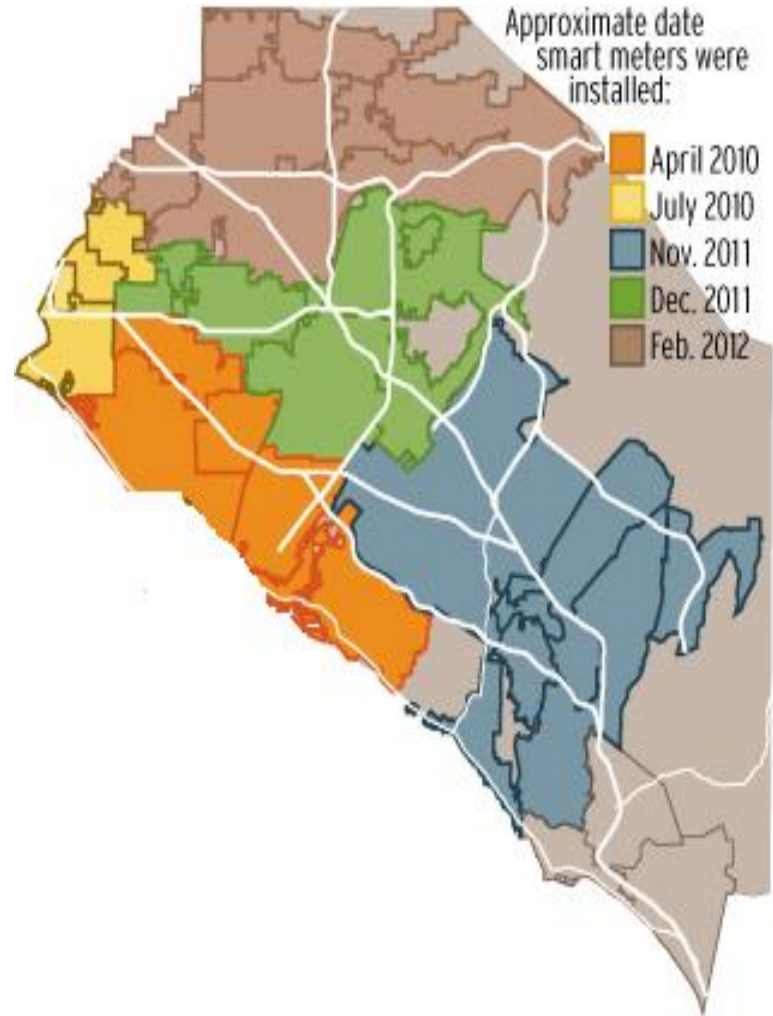 Approximate date
smart meters were
installed:
April 2010
July 2010
Nov. 2011
Dec. 2011
Feb. 2012